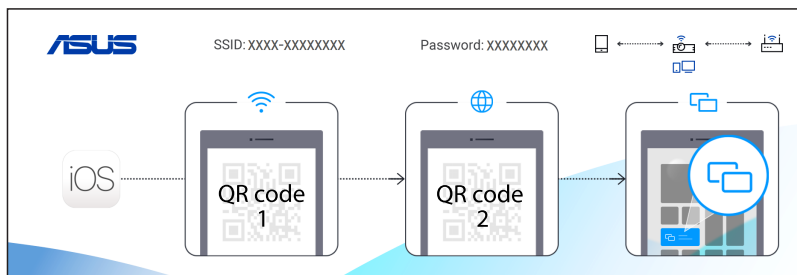 ASUS
SSID: XXXX-XXXXXXXX
Password: XXXXXXXX
iOS
QR code
1
QR code
2